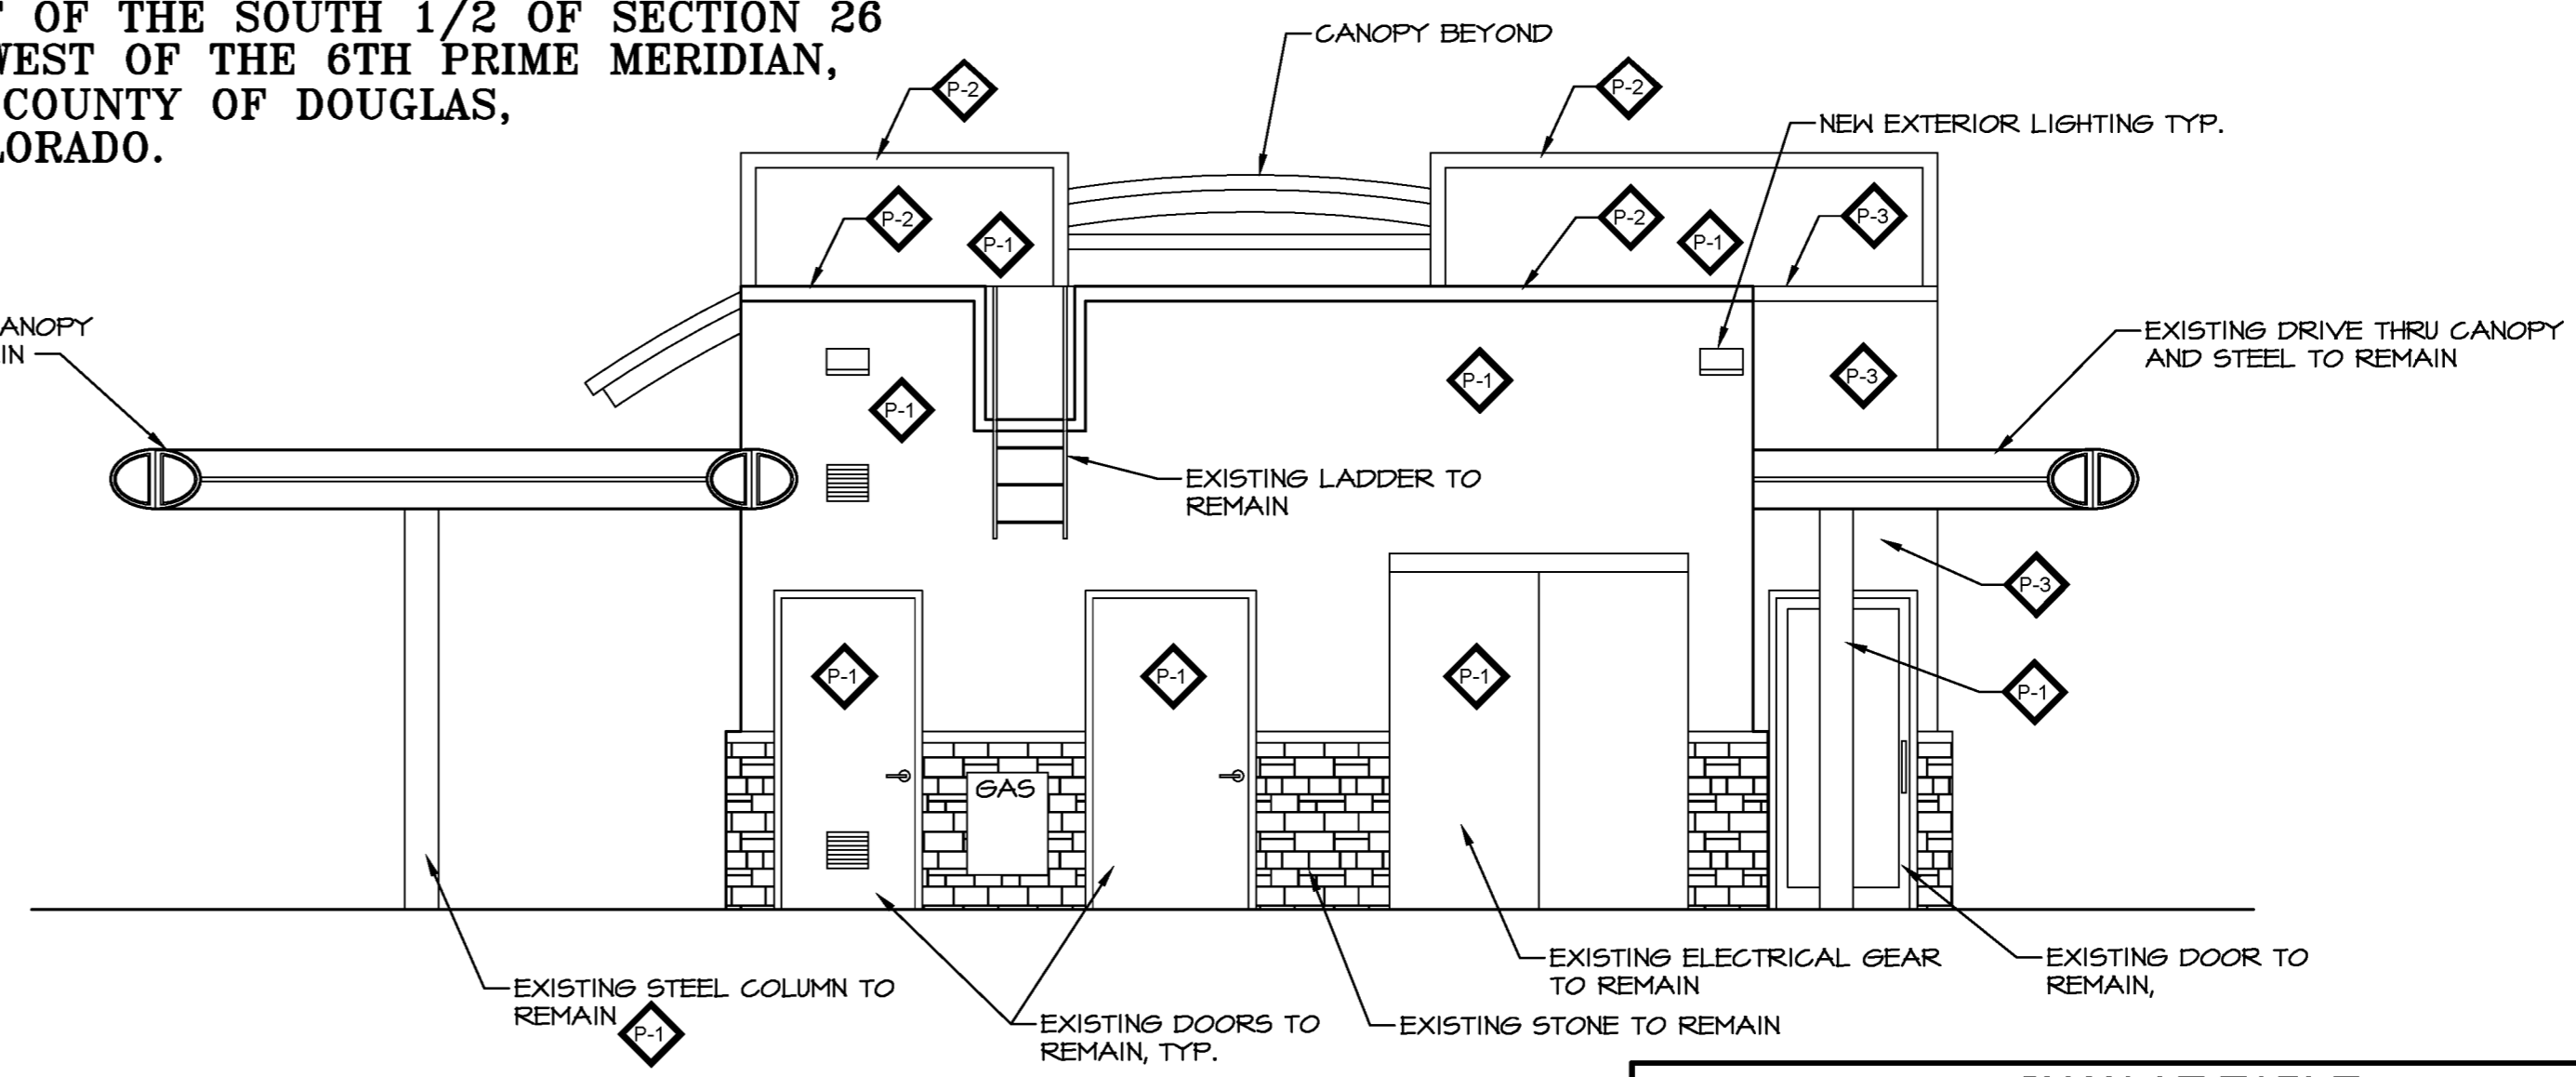 OF THE SOUTH 1/2 OF SECTION 26
WEST OF THE 6TH PRIME MERIDIAN,
COUNTY OF DOUGLAS,
LORADO.
CANOPY BEYOND
P-2
P-2
NEW EXTERIOR LIGHTING TYP.
P-2
P-1
P-2
P-1
P-3
ANOPY
IN
EXISTING DRIVE THRU CANOPY
AND STEEL TO REMAIN
P-1
P-1
P-3
EXISTING LADDER TO
REMAIN
P-3
P-1
P-1
P-1
P-1
GAS
EXISTING STEEL COLUMN TO
REMAIN
P-1
EXISTING DOORS TO
REMAIN, TYP.
EXISTING STONE TO REMAIN
EXISTING ELECTRICAL GEAR
TO REMAIN
EXISTING DOOR TO
REMAIN,